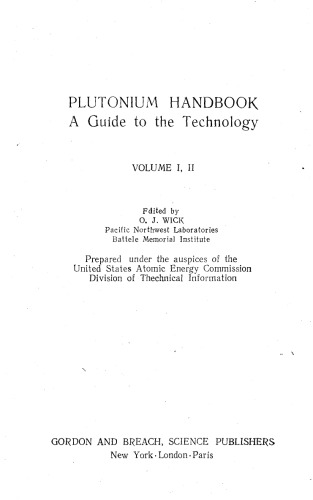 PLUTONIUM HANDBOOK
A Guide to the Technology
VOLUME I, II
Edited by
O. J. WICK
Pacific Northwest Laboratories
Battele Memorial Institute
Prepared under the auspices of the
United States Atomic Energy Commission
Division of Thechnical Information
GORDON AND BREACH, SCIENCE PUBLISHERS
New York·London·Paris